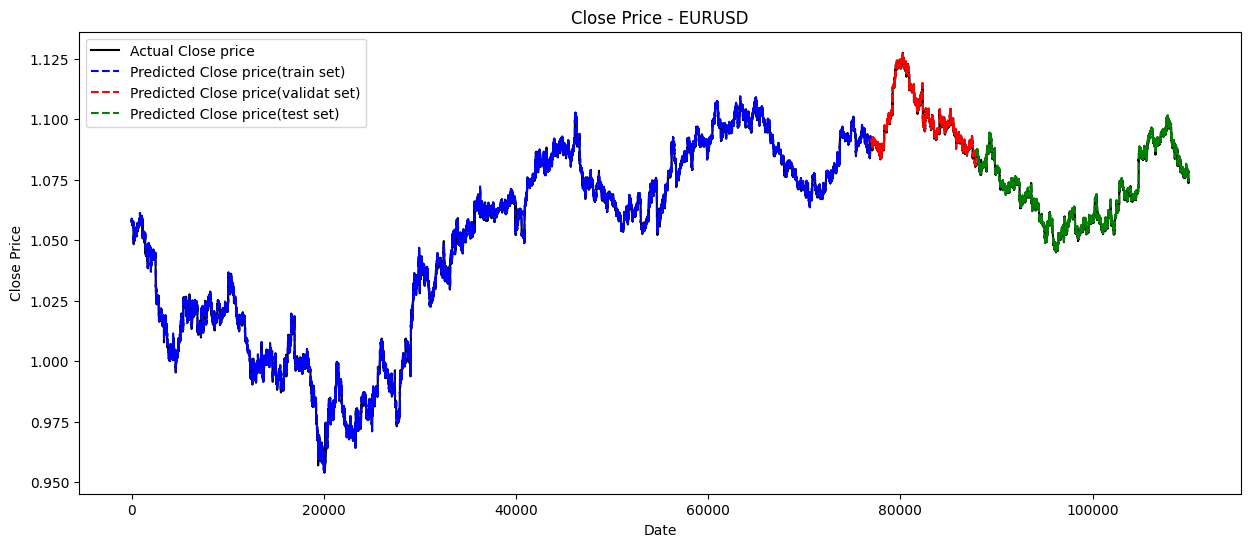 Close Price - EURUSD
Actual Close price
Predicted Close price(train set)
Predicted Close price(validat set)
Predicted Close price(test set)
1.125
1.100
1.075
1.050
1.025
1.000
0.975
0.950
Close Price
0 20000 40000 60000 80000 100000
Date